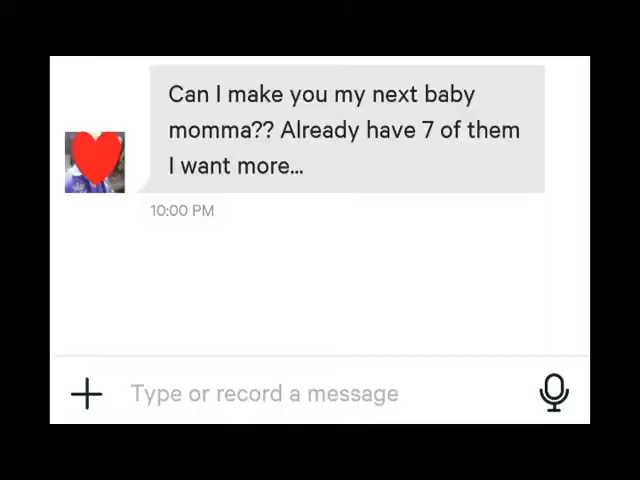 Can I make you my next baby
momma?? Already have 7 of them
I want more...
10:00 PM
Type or record a message